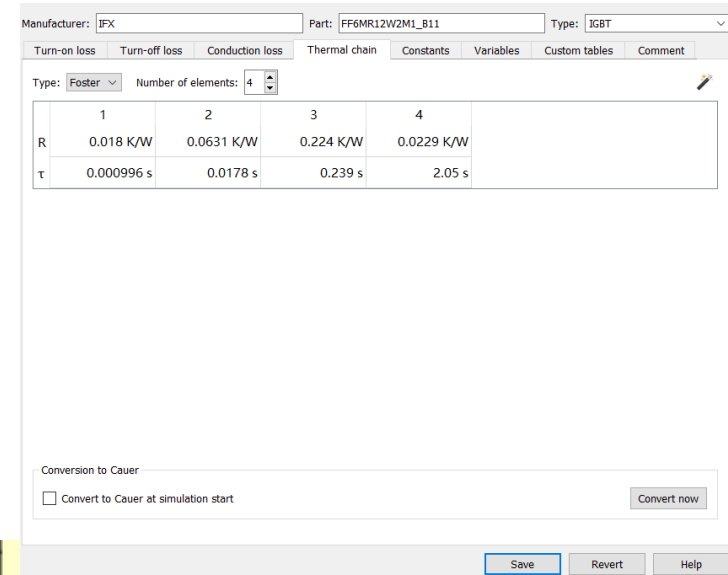 Manufacturer: IFX Part: FF6MR12W2M1_B11 Type: IGBT
Turn-on loss Turn-off loss Conduction loss Thermal chain Constants Variables Custom tables Comment
Type: Foster Number of elements: 4
1 2 3 4
R 0.018 K/W 0.0631 K/W 0.224 K/W 0.0229 K/W
τ 0.000996 s 0.0178 s 0.239 s 2.05 s
Conversion to Cauer
Convert to Cauer at simulation start Convert now
Save Revert Help